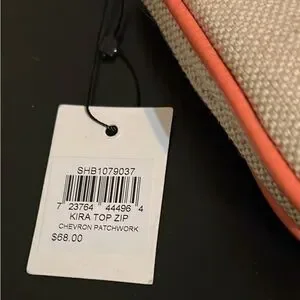 SHB1079037
7 23764 44496 4
KIRA TOP ZIP
CHEVRON PATCHWORK
$68.00